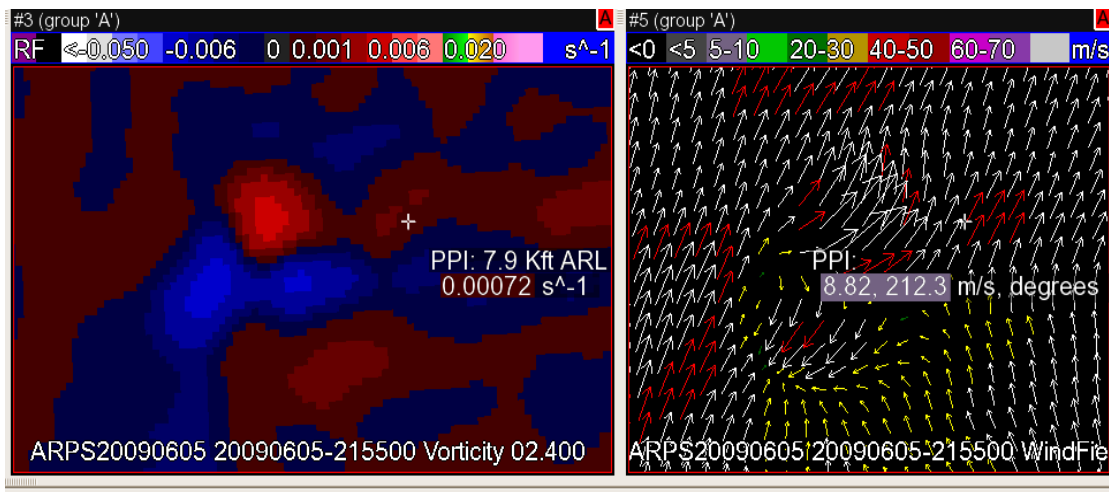 #3 (group 'A')
A
RF <-0.050 -0.006 0 0.001 0.006 0.020 s^-1
PPI: 7.9 Kft ARL
0.00072 s^-1
ARPS20090605 20090605-215500 Vorticity 02.400
#5 (group 'A')
A
<0 <5 5-10 20-30 40-50 60-70 m/s
PPI:
8.82, 212.3 m/s, degrees
ARPS20090605 20090605-215500 WindFie